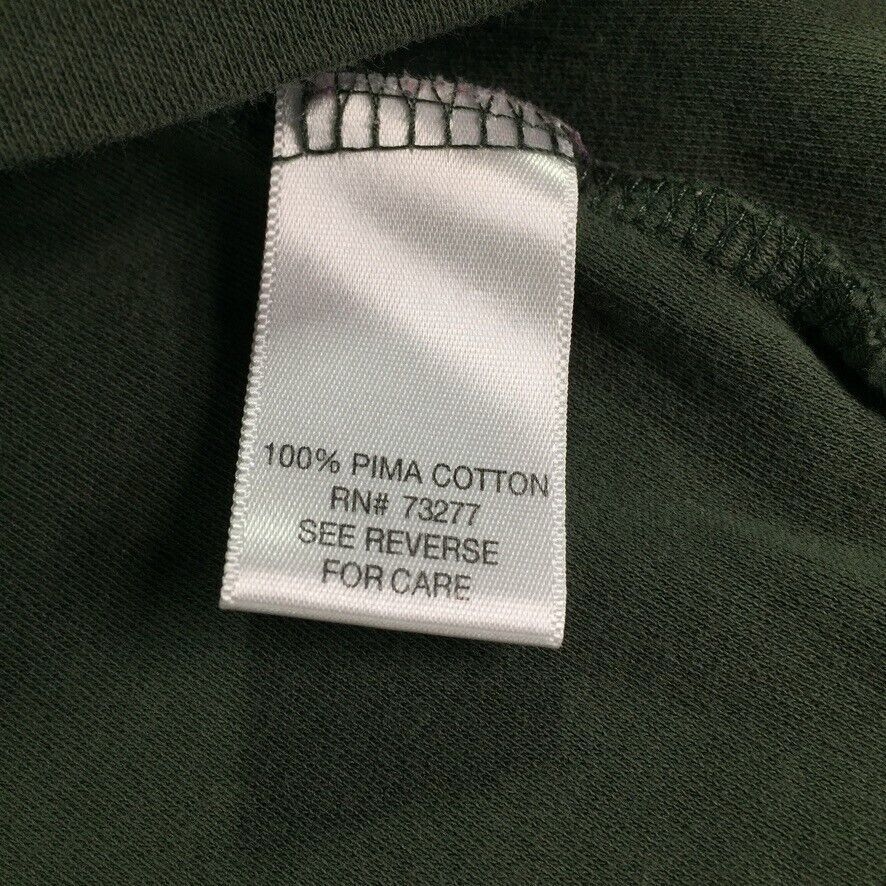 100% PIMA COTTON
RN# 73277
SEE REVERSE
FOR CARE